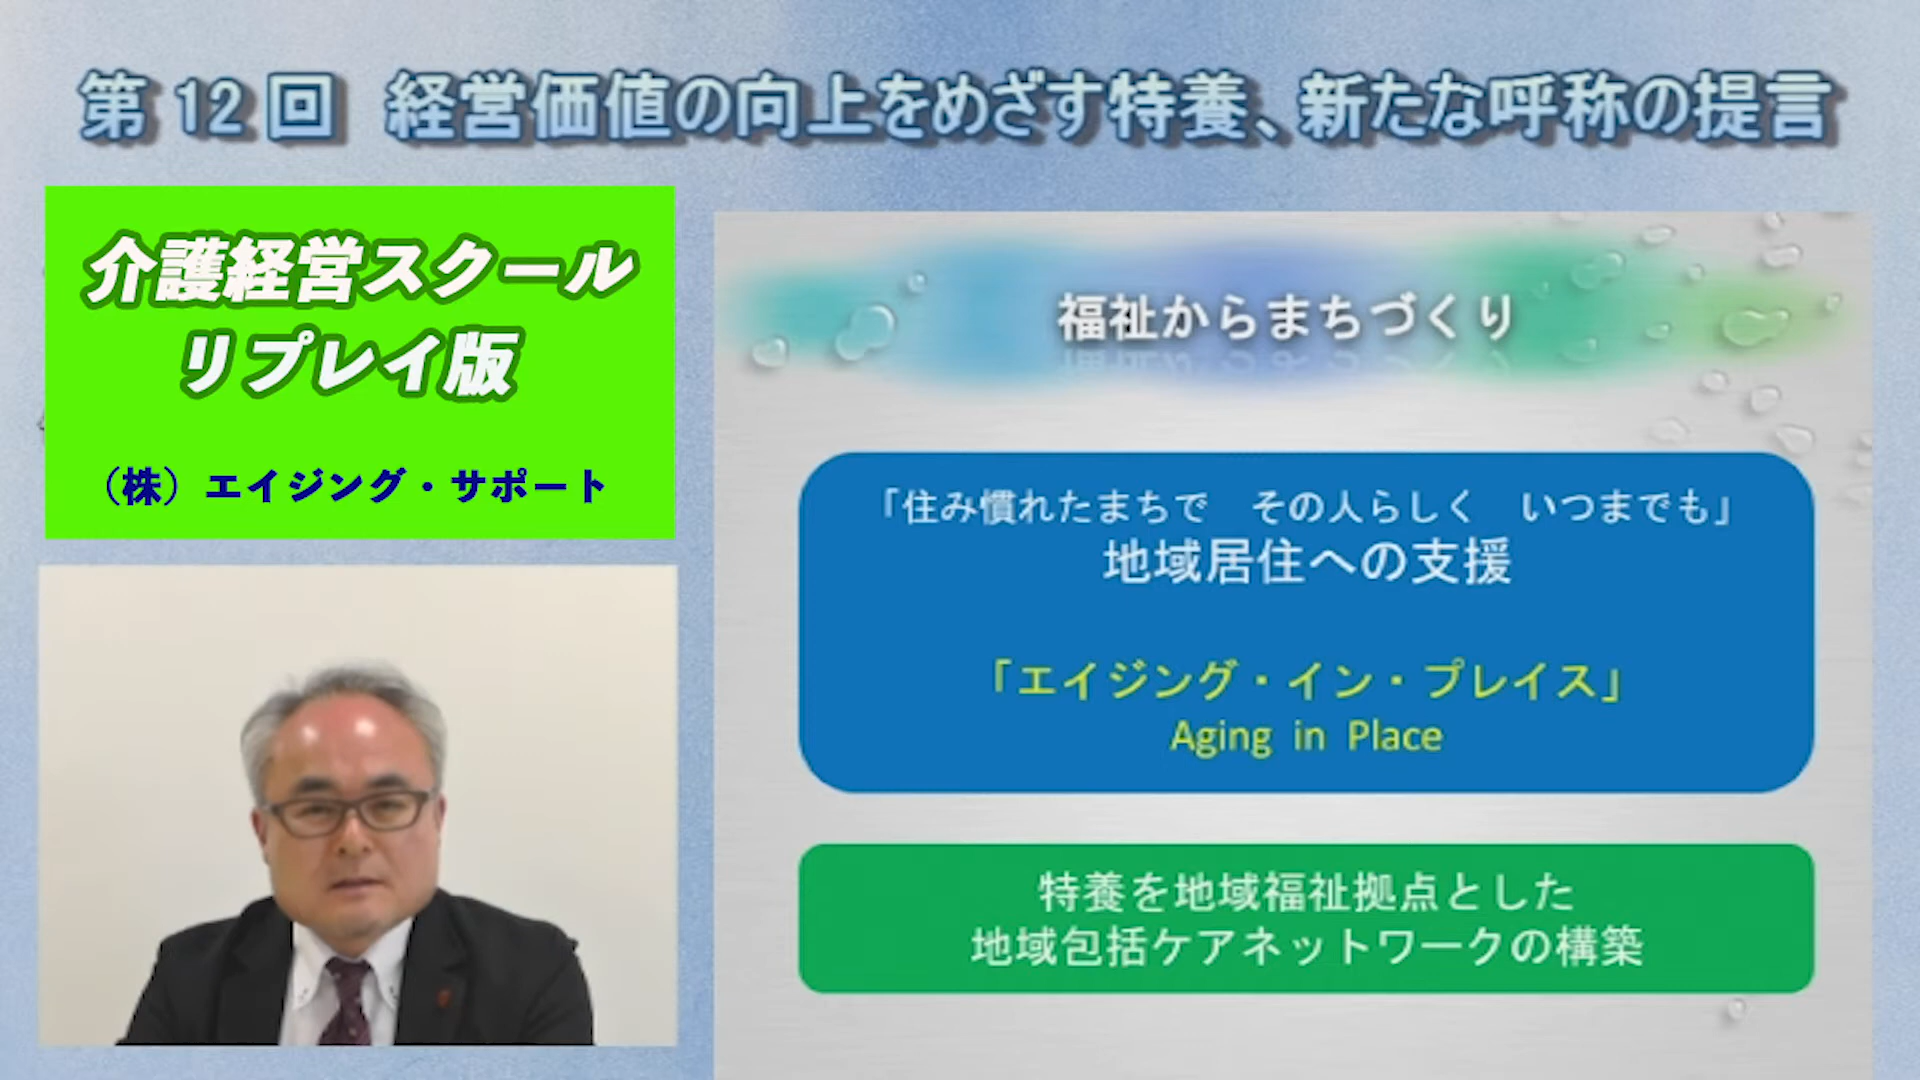 第12回 経営価値の向上をめざす特養、新たな呼称の提言
介護経営スクール
リプレイ版
（株）エイジング・サポート
福祉からまちづくり
「住み慣れたまちで　その人らしく　いつまでも」
地域居住への支援
「エイジング・イン・プレイス」
Aging in Place
特養を地域福祉拠点とした
地域包括ケアネットワークの構築